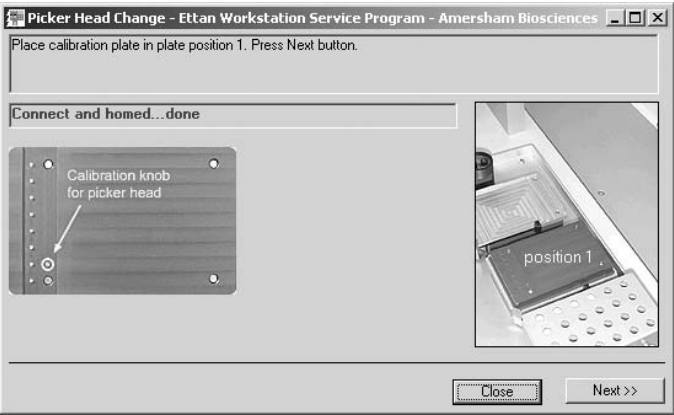 Picker Head Change - Ettan Workstation Service Program - Amersham Biosciences
Place calibration plate in plate position 1. Press Next button.
Connect and homed...done
Calibration knob
for picker head
position 1
Close
Next >>